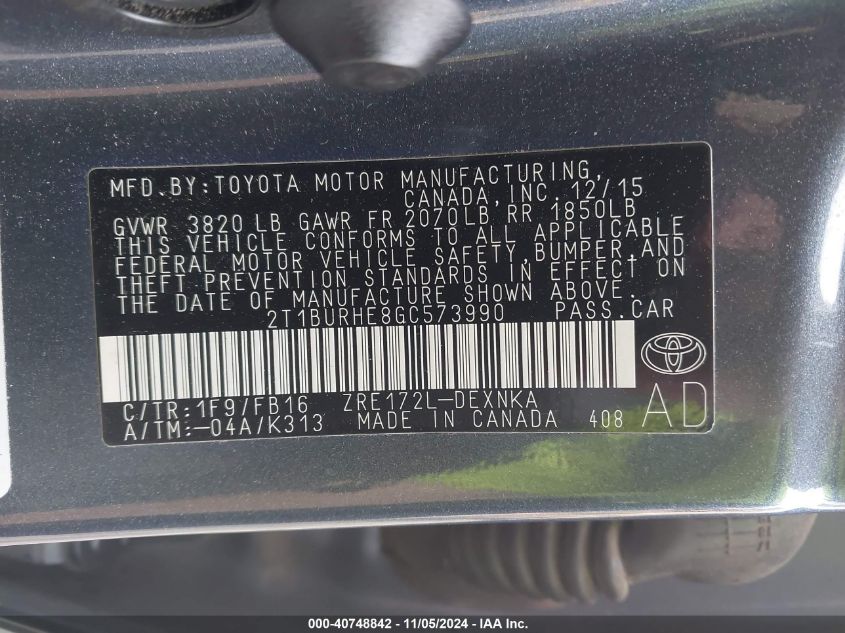 MFD.BY:TOYOTA MOTOR MANUFACTURING,
CANADA,INC. 12/15
GVWR 3820 LB GAWR FR 2070LB RR 1850LB
THIS VEHICLE CONFORMS TO ALL APPLICABLE
FEDERAL MOTOR VEHICLE SAFETY,BUMPER,AND
THEFT PREVENTION STANDARDS IN EFFECT ON
THE DATE OF MANUFACTURE SHOWN ABOVE.
2T1BURHE8GC573990 PASS.CAR
C/TR:1F9/FB16 ZRE172L-DEXNKA AD
A/TM:-04A/K313 MADE IN CANADA 408
000-40748842 - 11/05/2024 - IAA Inc.